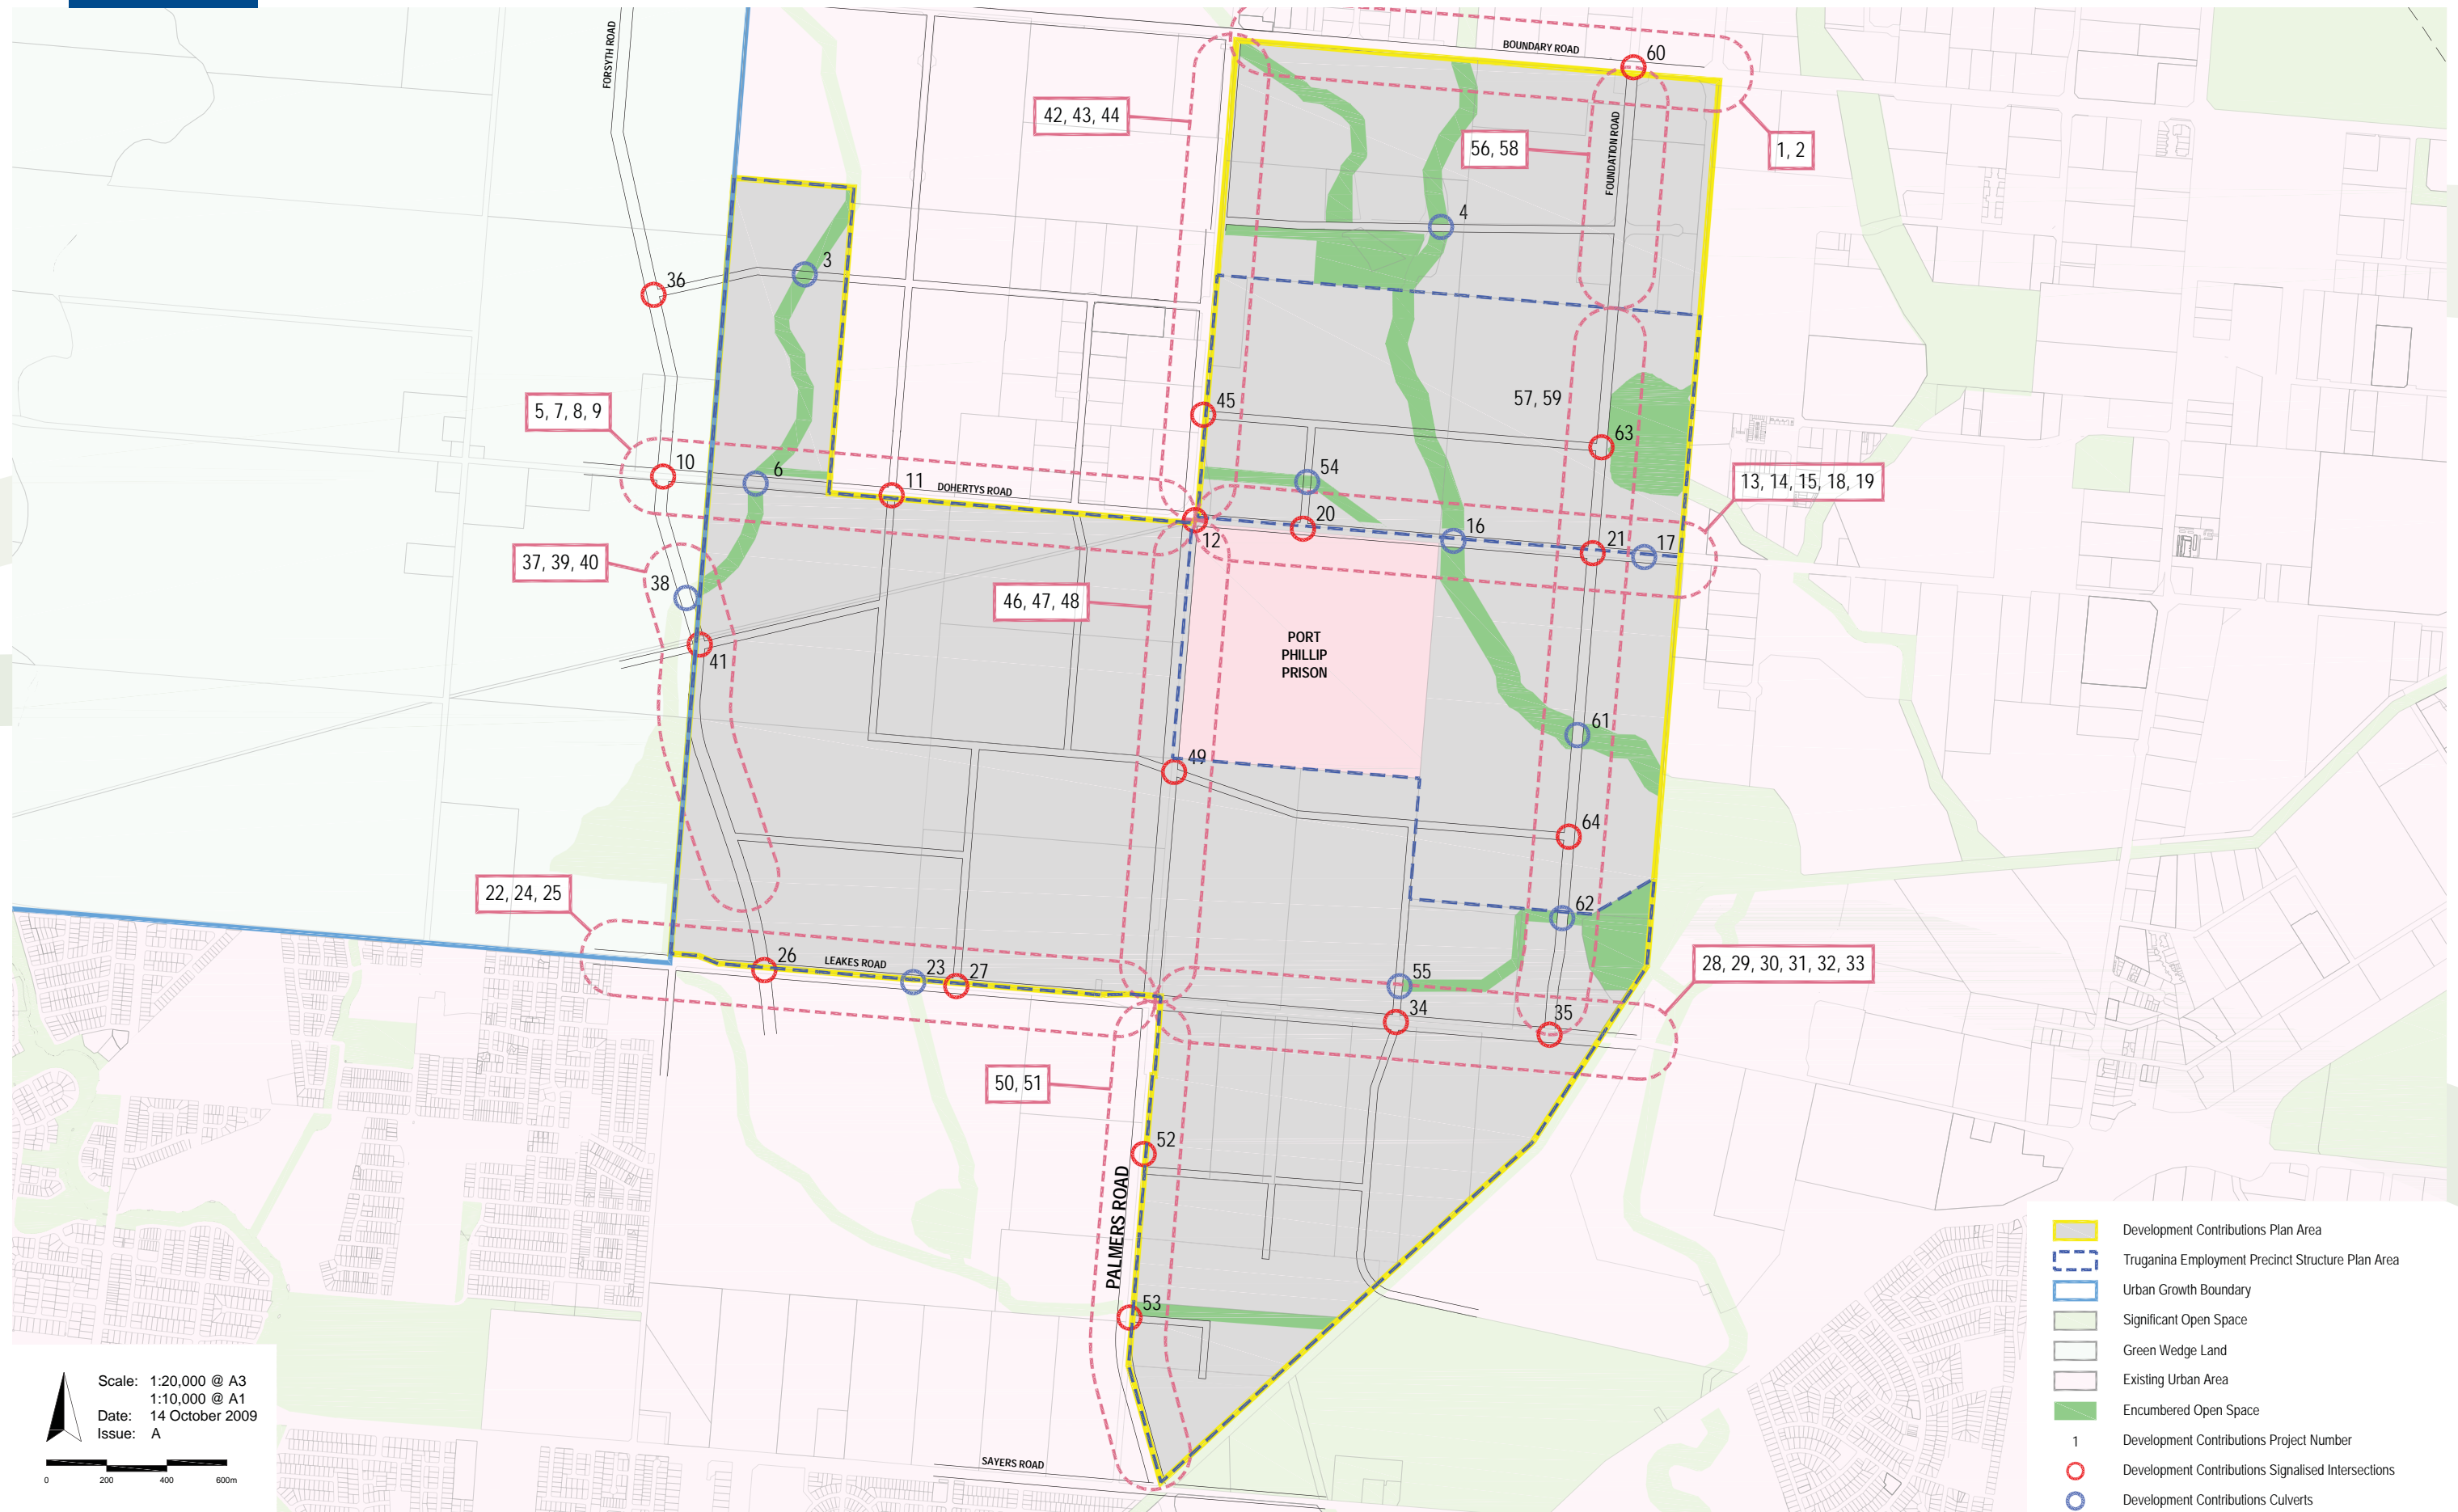 FORSYTH ROAD
BOUNDARY ROAD
60
42, 43, 44
FOUNDATION ROAD
56, 58
1, 2
4
3
36
5, 7, 8, 9
57, 59
45
63
10
6
11
DOHERTYS ROAD
54
13, 14, 15, 18, 19
12
20
16
21
17
37, 39, 40
38
46, 47, 48
41
PORT
PHILLIP
PRISON
61
49
64
22, 24, 25
62
26
LEAKES ROAD
23
27
55
28, 29, 30, 31, 32, 33
34
35
50, 51
52
PALMERS ROAD
53
SAYERS ROAD
Scale: 1:20,000 @ A3
1:10,000 @ A1
Date: 14 October 2009
Issue: A
0 200 400 600m
Development Contributions Plan Area
Truganina Employment Precinct Structure Plan Area
Urban Growth Boundary
Significant Open Space
Green Wedge Land
Existing Urban Area
Encumbered Open Space
1 Development Contributions Project Number
Development Contributions Signalised Intersections
Development Contributions Culverts